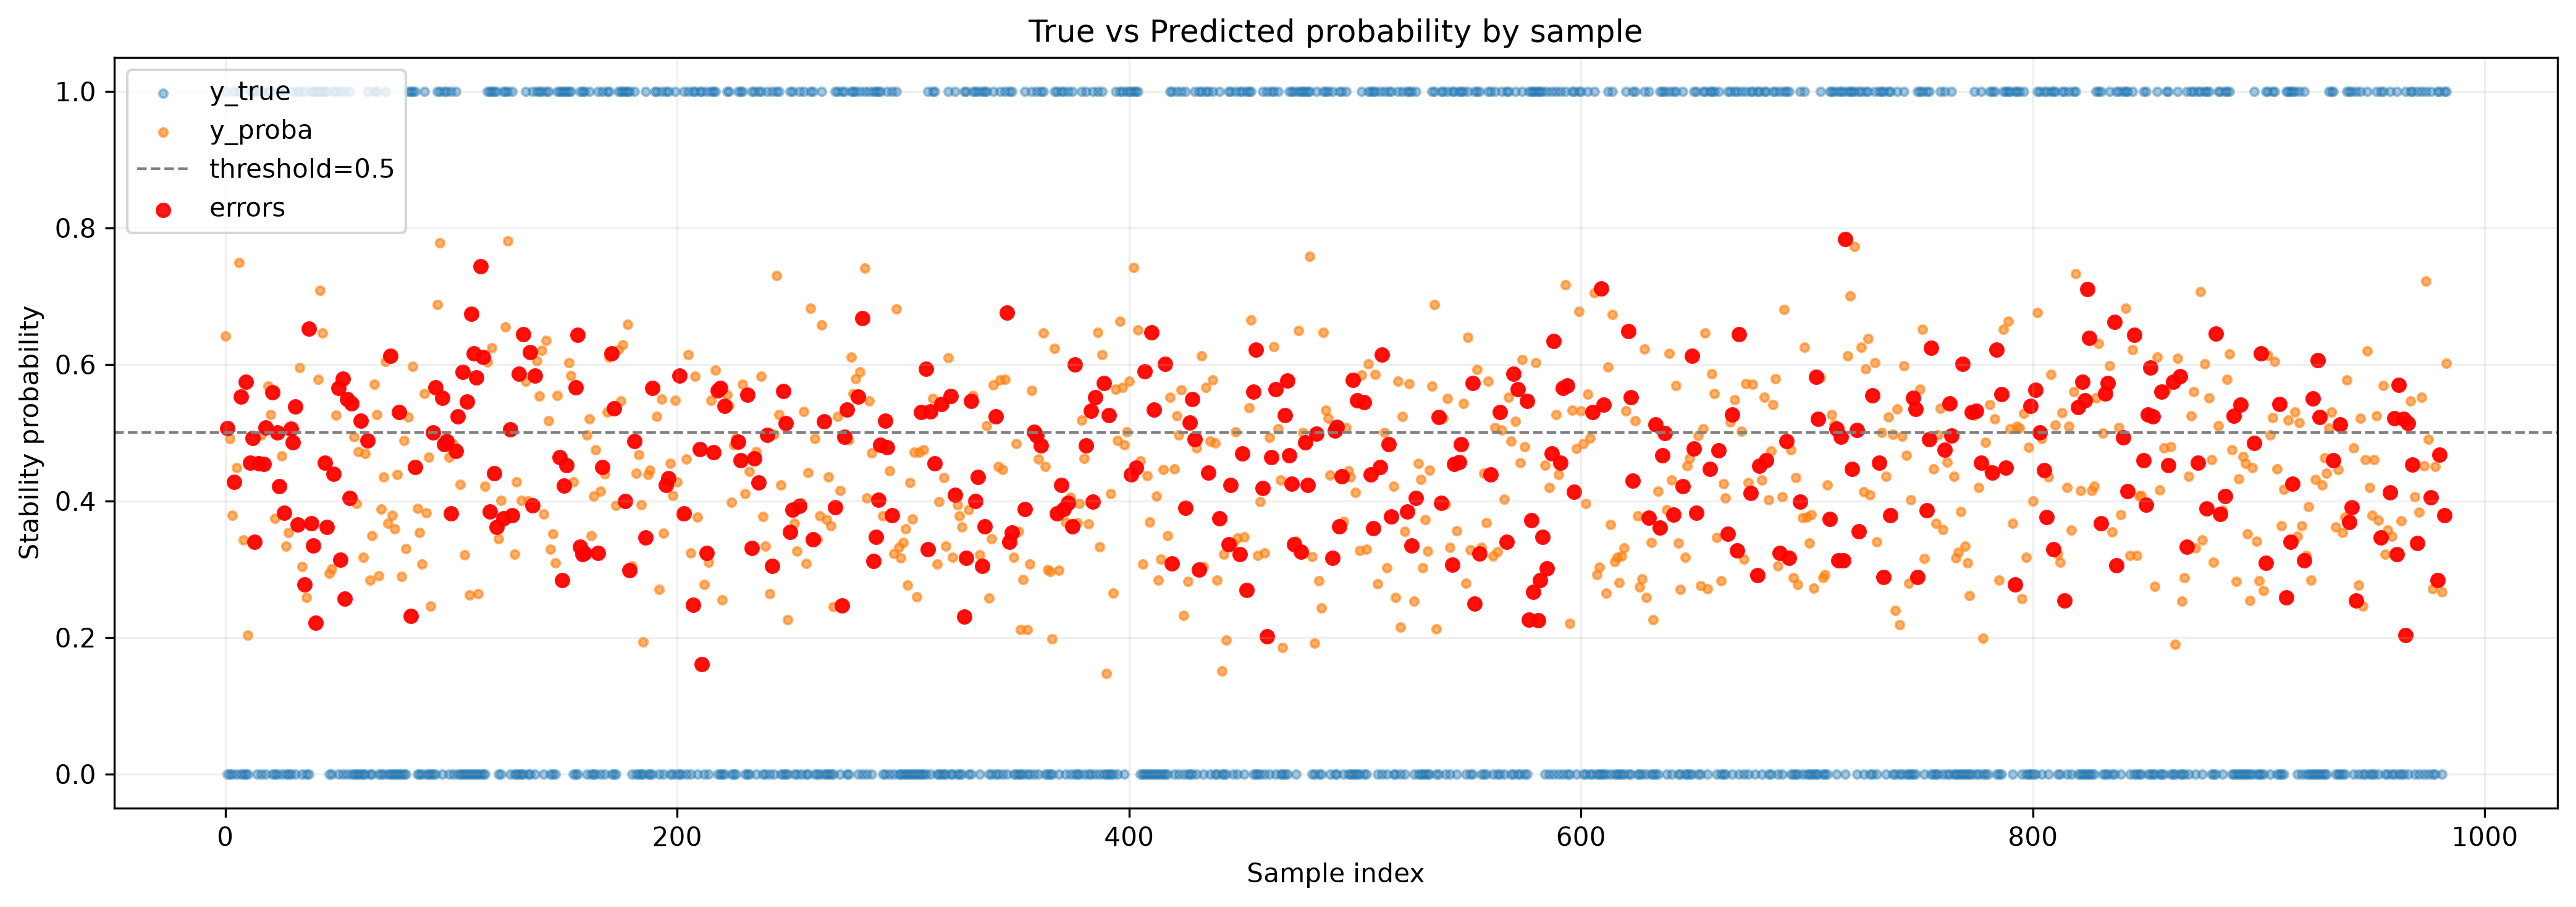 True vs Predicted probability by sample
y_true
y_proba
threshold=0.5
errors
Stability probability
1.0
0.8
0.6
0.4
0.2
0.0
0 200 400 600 800 1000
Sample index